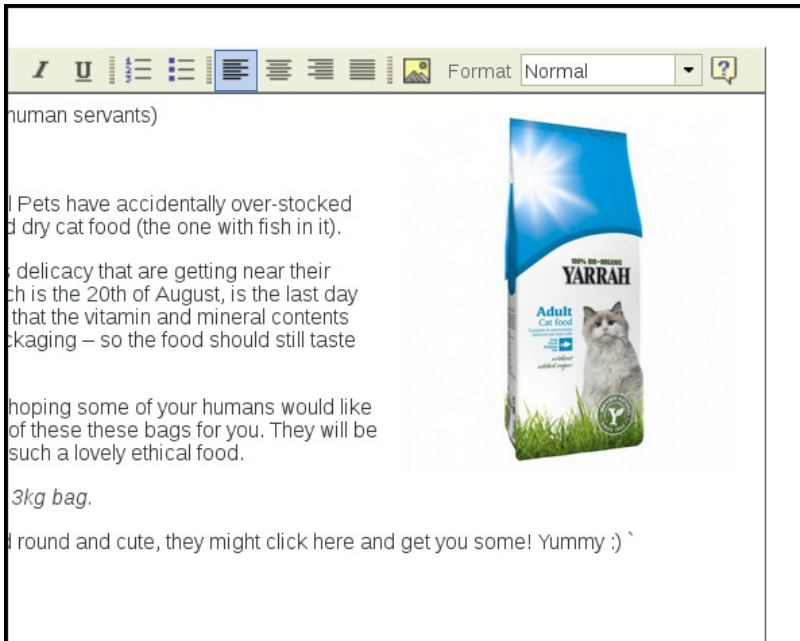 I U Format Normal
human servants)
l Pets have accidentally over-stocked
d dry cat food (the one with fish in it).
s delicacy that are getting near their
ch is the 20th of August, is the last day
that the vitamin and mineral contents
ckaging – so the food should still taste
hoping some of your humans would like
of these these bags for you. They will be
such a lovely ethical food.
3kg bag.
d round and cute, they might click here and get you some! Yummy :) `
100% BIO-ORGANIC
YARRAH
Adult
Cat food
without
added sugar